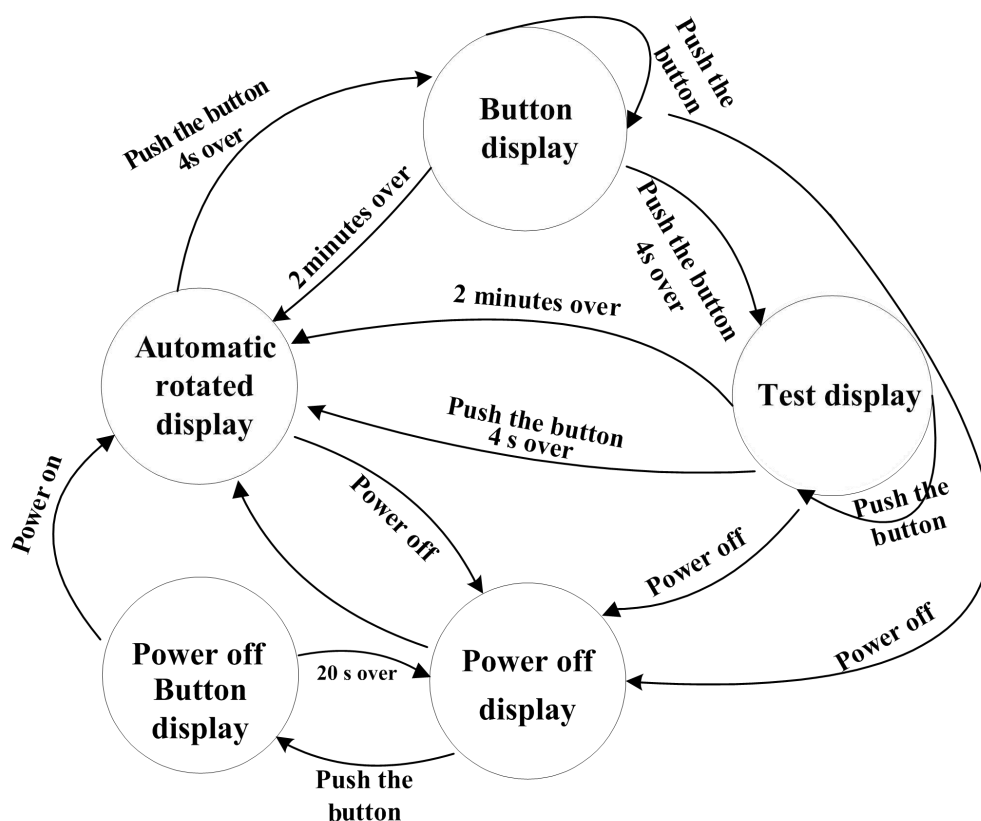 Push the
button
Button
display
Push the button
4s over
2 minutes over
Push the button
4s over
2 minutes over
Automatic
rotated
display
Test display
Push the button
4 s over
Power on
Power off
Push the
button
Power off
Power off
Power off
Button
display
20 s over
Power off
display
Push the
button